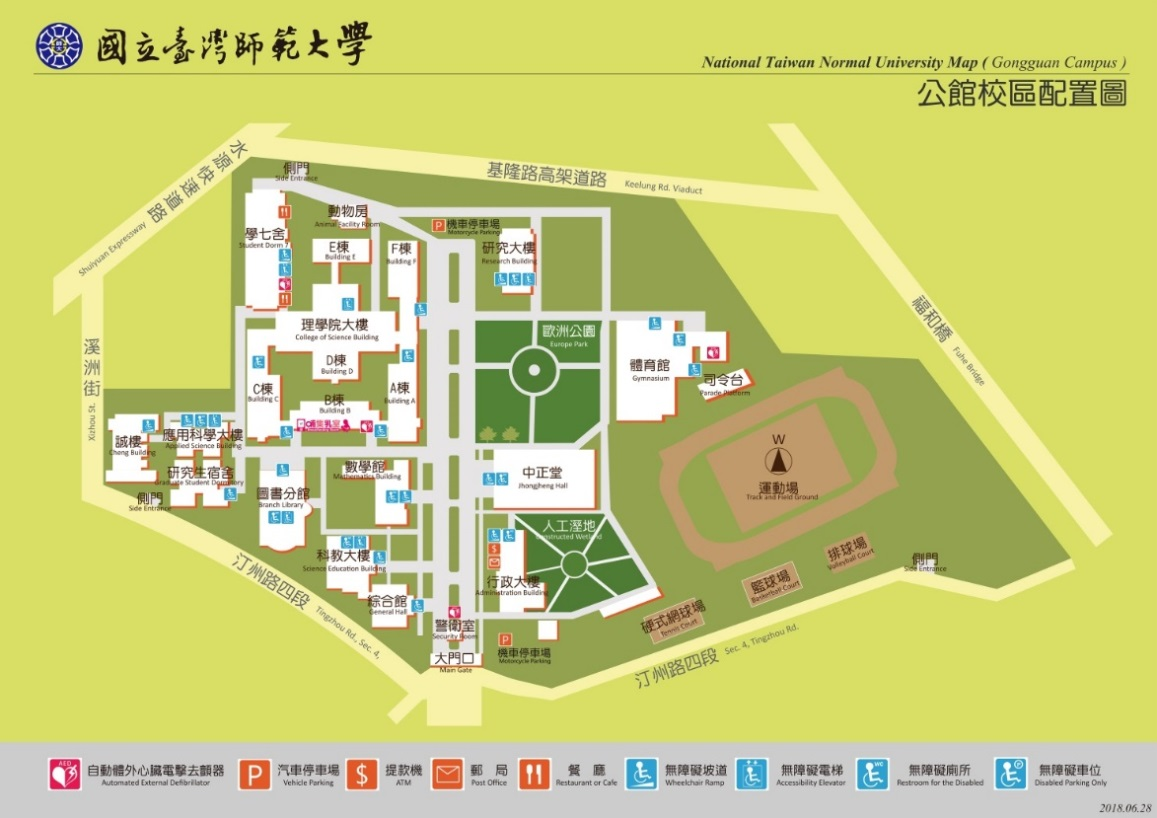 國立臺灣師範大學
National Taiwan Normal University Map ( Gongguan Campus )
公館校區配置圖
水源快速道路
Shuiyuan Expressway
側門
Side Entrance
基隆路高架道路
Keelung Rd. Viaduct
動物房
Animal Facility Room
機車停車場
Motorcycle Parking
學七舍
Student Dorm 7
E棟
Building E
F棟
Building F
研究大樓
Research Building
理學院大樓
College of Science Building
歐洲公園
Europe Park
福和橋
Fuhe Bridge
溪洲街
Xizhou St.
D棟
Building D
體育館
Gymnasium
司令台
Parade Platform
C棟
Building C
A棟
Building A
B棟
Building B
誠樓
Cheng Building
應用科學大樓
Applied Science Building
W
運動場
Track and Field Ground
研究生宿舍
Graduate Student Dormitory
數學館
Mathematics Building
中正堂
Jhongjheng Hall
側門
Side Entrance
圖書分館
Branch Library
人工溼地
Constructed Wetland
科教大樓
Science Education Building
排球場
Volleyball Court
側門
Side Entrance
汀州路四段
Tingzhou Rd., Sec. 4,
行政大樓
Administration Building
籃球場
Basketball Court
綜合館
General Hall
硬式網球場
Tennis Court
警衛室
Security Room
大門口
Main Gate
機車停車場
Motorcycle Parking
汀州路四段
Sec. 4, Tingzhou Rd.
AED
自動體外心臟電擊去顫器
Automated External Defibrillator
P
汽車停車場
Vehicle Parking
$
提款機
ATM
郵局
Post Office
餐廳
Restaurant or Cafe
無障礙坡道
Wheelchair Ramp
無障礙電梯
Accessibility Elevator
WC
無障礙廁所
Restroom for the Disabled
P
無障礙車位
Disabled Parking Only
2018.06.28